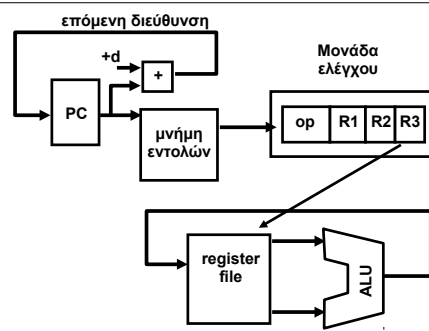 επόμενη διεύθυνση
+d
+
PC
μνήμη
εντολών
Μονάδα
ελέγχου
op R1 R2 R3
register
file
ALU